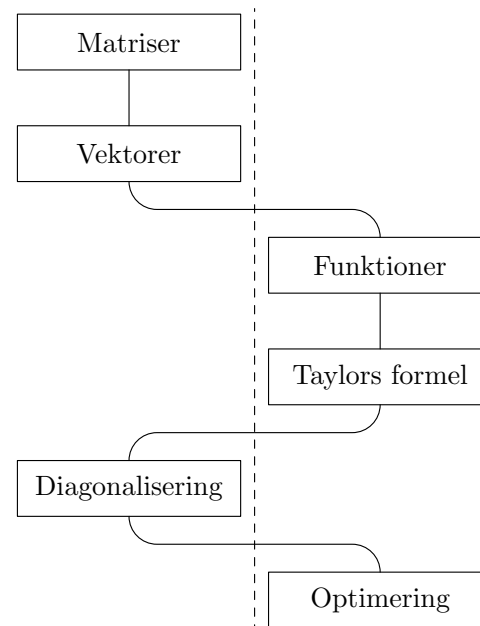 Matriser
Vektorer
Funktioner
Taylors formel
Diagonalisering
Optimering